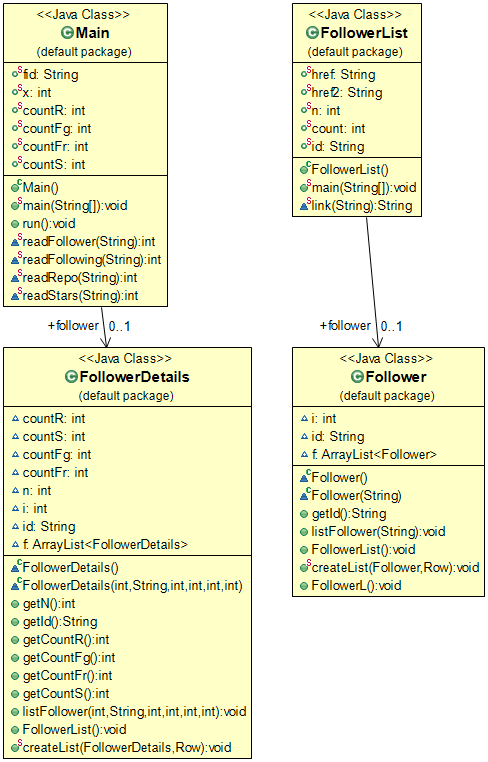 <<Java Class>>
Main
(default package)
fid: String
x: int
countR: int
countFg: int
countFr: int
countS: int
Main()
main(String[]):void
run():void
readFollower(String):int
readFollowing(String):int
readRepo(String):int
readStars(String):int
+follower 0..1
<<Java Class>>
FollowerDetails
(default package)
countR: int
countS: int
countFg: int
countFr: int
n: int
i: int
id: String
f: ArrayList<FollowerDetails>
FollowerDetails()
FollowerDetails(int,String,int,int,int,int)
getN():int
getId():String
getCountR():int
getCountFg():int
getCountFr():int
getCountS():int
listFollower(int,String,int,int,int,int):void
FollowerList():void
createList(FollowerDetails,Row):void
<<Java Class>>
FollowerList
(default package)
href: String
href2: String
n: int
count: int
id: String
FollowerList()
main(String[]):void
link(String):String
+follower 0..1
<<Java Class>>
Follower
(default package)
i: int
id: String
f: ArrayList<Follower>
Follower()
Follower(String)
getId():String
listFollower(String):void
FollowerList():void
createList(Follower,Row):void
FollowerL():void